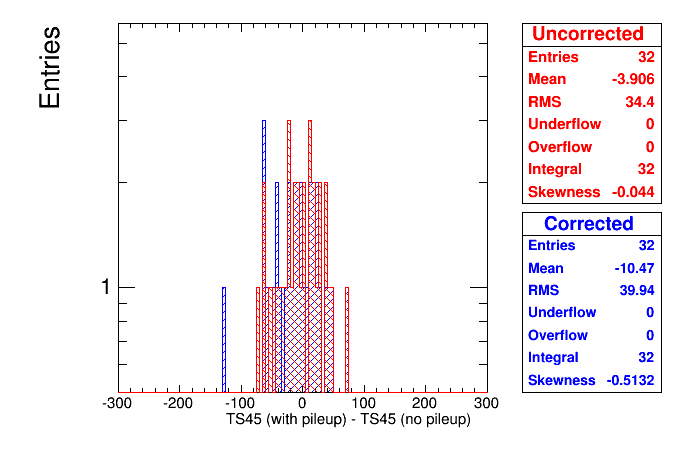 Entries
1
-300 -200 -100 0 100 200 300
TS45 (with pileup) - TS45 (no pileup)
Uncorrected
Entries 32
Mean -3.906
RMS 34.4
Underflow 0
Overflow 0
Integral 32
Skewness -0.044
Corrected
Entries 32
Mean -10.47
RMS 39.94
Underflow 0
Overflow 0
Integral 32
Skewness -0.5132